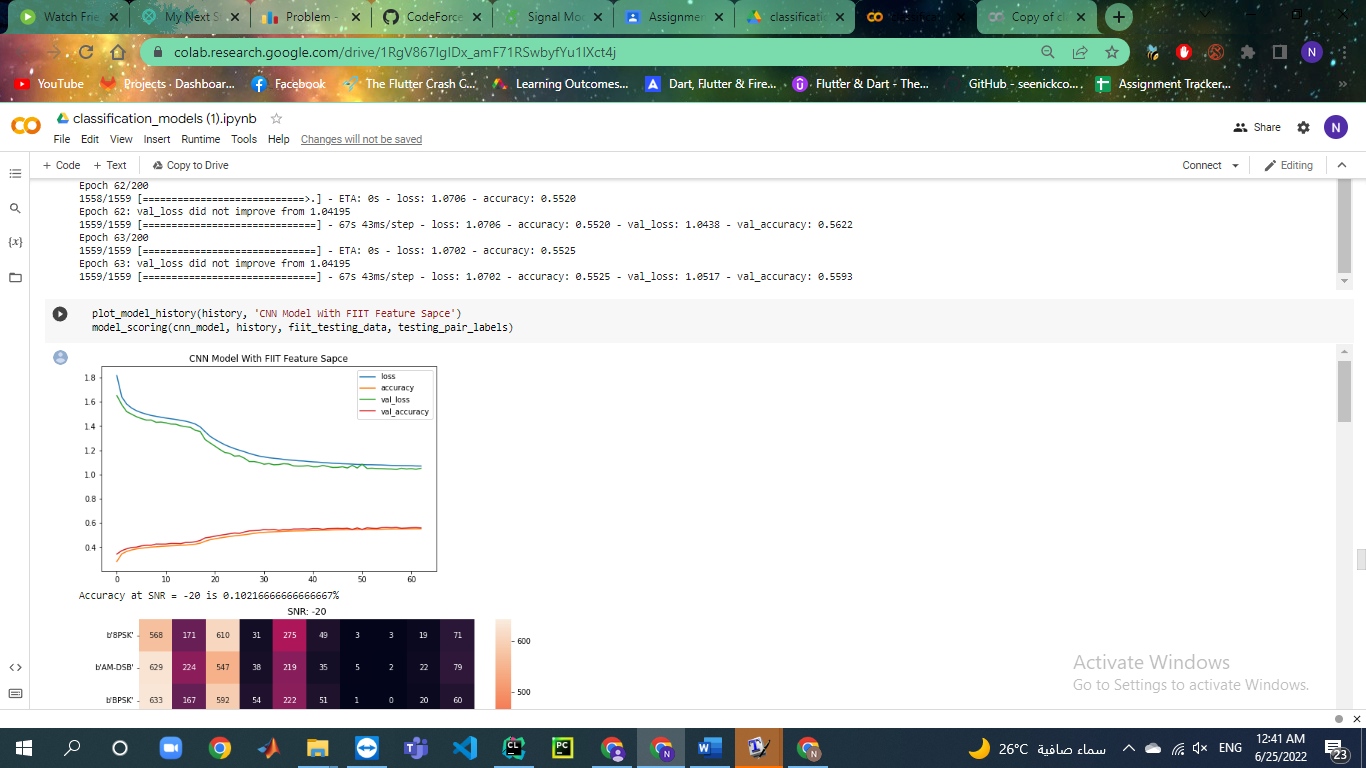 Watch Frie
My Next S
Problem -
CodeForce
Signal Mo
Assignmen
classificatio
Copy of cl
colab.research.google.com/drive/1RgV867IgIDx_amF71RSwbyfYu1IXct4j
N
YouTube
Projects · Dashboar...
Facebook
The Flutter Crash C...
Learning Outcomes...
Dart, Flutter & Fire...
Flutter & Dart - The...
GitHub - seenickco...
Assignment Tracker...
»
classification_models (1).ipynb
File Edit View Insert Runtime Tools Help Changes will not be saved
Share
N
+ Code + Text Copy to Drive
Connect Editing
Epoch 62/200
1558/1559 [============================>.] - ETA: 0s - loss: 1.0706 - accuracy: 0.5520
Epoch 62: val_loss did not improve from 1.04195
1559/1559 [==============================] - 67s 43ms/step - loss: 1.0706 - accuracy: 0.5520 - val_loss: 1.0438 - val_accuracy: 0.5622
Epoch 63/200
1559/1559 [==============================] - ETA: 0s - loss: 1.0702 - accuracy: 0.5525
Epoch 63: val_loss did not improve from 1.04195
1559/1559 [==============================] - 67s 43ms/step - loss: 1.0702 - accuracy: 0.5525 - val_loss: 1.0517 - val_accuracy: 0.5593
plot_model_history(history, 'CNN Model With FIIT Feature Sapce')
model_scoring(cnn_model, history, fiit_testing_data, testing_pair_labels)
CNN Model With FIIT Feature Sapce
loss
accuracy
val_loss
val_accuracy
1.8
1.6
1.4
1.2
1.0
0.8
0.6
0.4
0 10 20 30 40 50 60
Accuracy at SNR = -20 is 0.10216666666666667%
SNR: -20
b'8PSK' 568 171 610 31 275 49 3 3 19 71
b'AM-DSB' 629 224 547 38 219 35 5 2 22 79
b'BPSK' 633 167 592 54 222 51 1 0 20 60
600
500
Activate Windows
Go to Settings to activate Windows.
26°C سماء صافية
ENG
12:41 AM
6/25/2022
23